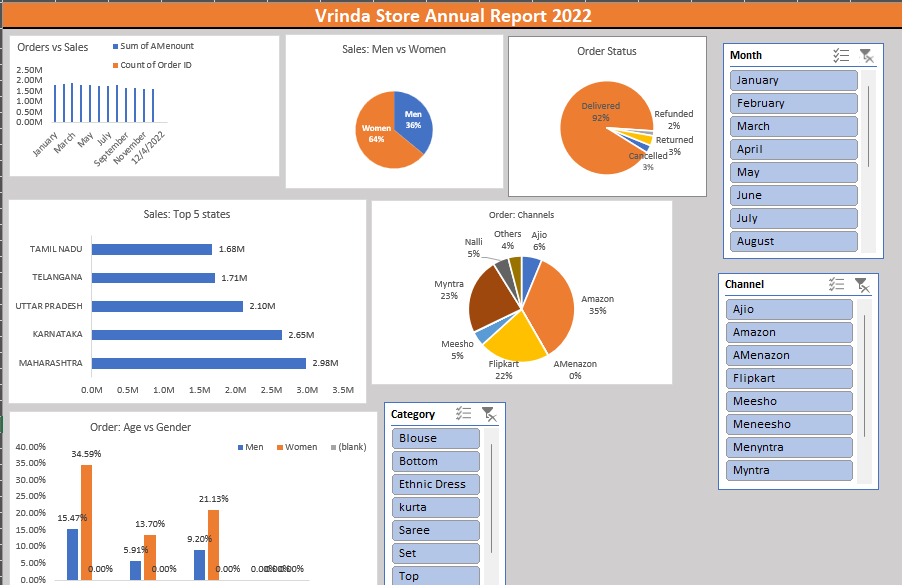 Vrinda Store Annual Report 2022
Orders vs Sales
Sum of AMenount
Count of Order ID
2.50M
2.00M
1.50M
1.00M
0.50M
0.00M
January
March
May
July
September
November
12/4/2022
Sales: Men vs Women
Men
36%
Women
64%
Order Status
Delivered
92%
Refunded
2%
Returned
3%
Cancelled
3%
Month
January
February
March
April
May
June
July
August
Sales: Top 5 states
TAMIL NADU
1.68M
TELANGANA
1.71M
UTTAR PRADESH
2.10M
KARNATAKA
2.65M
MAHARASHTRA
2.98M
0.0M 0.5M 1.0M 1.5M 2.0M 2.5M 3.0M 3.5M
Order: Channels
Others
4%
Ajio
6%
Nalli
5%
Myntra
23%
Amazon
35%
Meesho
5%
Flipkart
22%
AMenazon
0%
Channel
Ajio
Amazon
AMenazon
Flipkart
Meesho
Meneesho
Menyntra
Myntra
Order: Age vs Gender
Men Women (blank)
40.00%
35.00%
30.00%
25.00%
20.00%
15.00%
10.00%
5.00%
0.00%
34.59%
15.47%
0.00%
13.70%
5.91%
0.00%
21.13%
9.20%
0.00%
0.00%
0.00%
0.00%
Category
Blouse
Bottom
Ethnic Dress
kurta
Saree
Set
Top